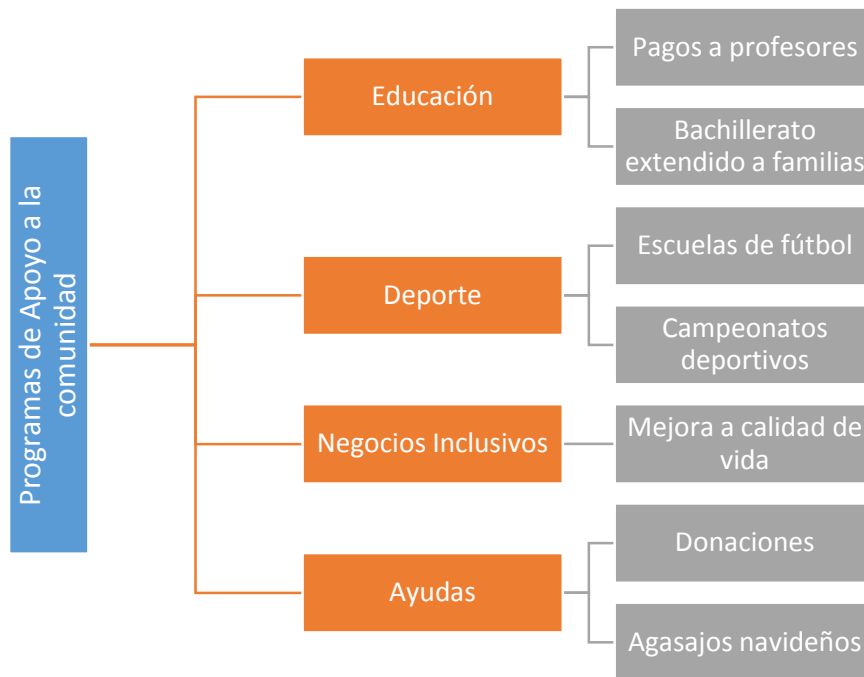 Programas de Apoyo a la
comunidad
Educación
Pagos a profesores
Bachillerato
extendido a familias
Deporte
Escuelas de fútbol
Campeonatos
deportivos
Negocios Inclusivos
Mejora a calidad de
vida
Ayudas
Donaciones
Agasajos navideños